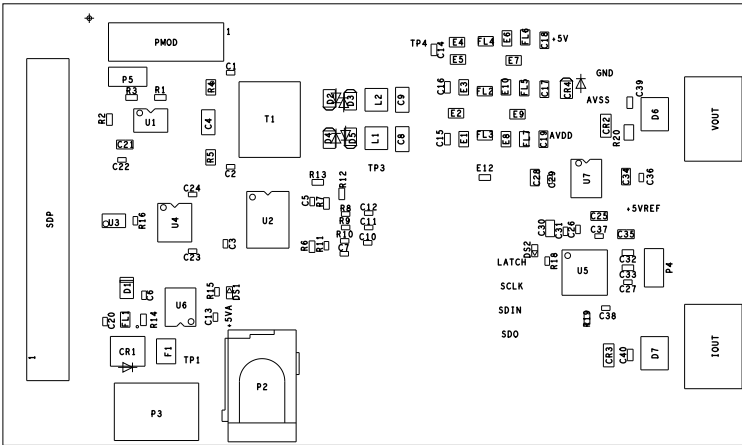 PMOD
1
P5
R3
R1
R2
U1
C21
C22
C1
R4
C4
R5
C2
T1
D2
D3
L2
C9
D4
D5
L1
C8
TP3
TP4
C14
E4
FL4
E6
FL6
C18
+5V
E5
E7
C16
E3
FL2
E10
FL5
C17
CR4
GND
AVSS
C39
E2
E9
CR2
R20
D6
VOUT
C15
E1
FL3
E8
FL7
C19
AVDD
SDP
1
U3
R16
C24
U4
C23
C3
U2
R13
R12
C5
R7
R8
C12
R9
C11
R6
R11
R10
C10
C7
E12
C28
C29
U7
C34
C36
+5VREF
C25
C30
C31
C26
C37
C35
DS2
R18
LATCH
U5
C32
C33
C27
P4
SCLK
SDIN
SDO
R19
C38
CR3
C40
D7
IOUT
D1
C6
U6
R15
DS1
C20
FL1
R14
C13
+5VA
CR1
F1
TP1
P3
P2